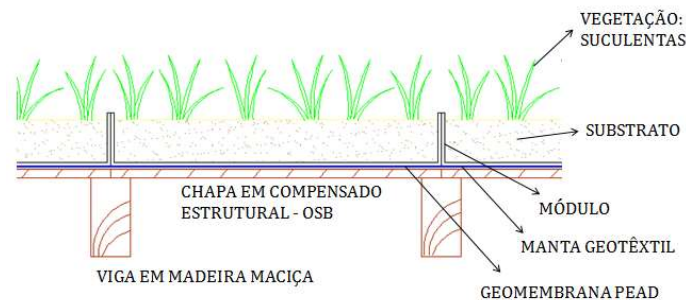 VEGETAÇÃO:
SUCULENTAS
SUBSTRATO
CHAPA EM COMPENSADO
ESTRUTURAL - OSB
MÓDULO
MANTA GEOTÊXTIL
VIGA EM MADEIRA MACIÇA
GEOMEMBRANA PEAD